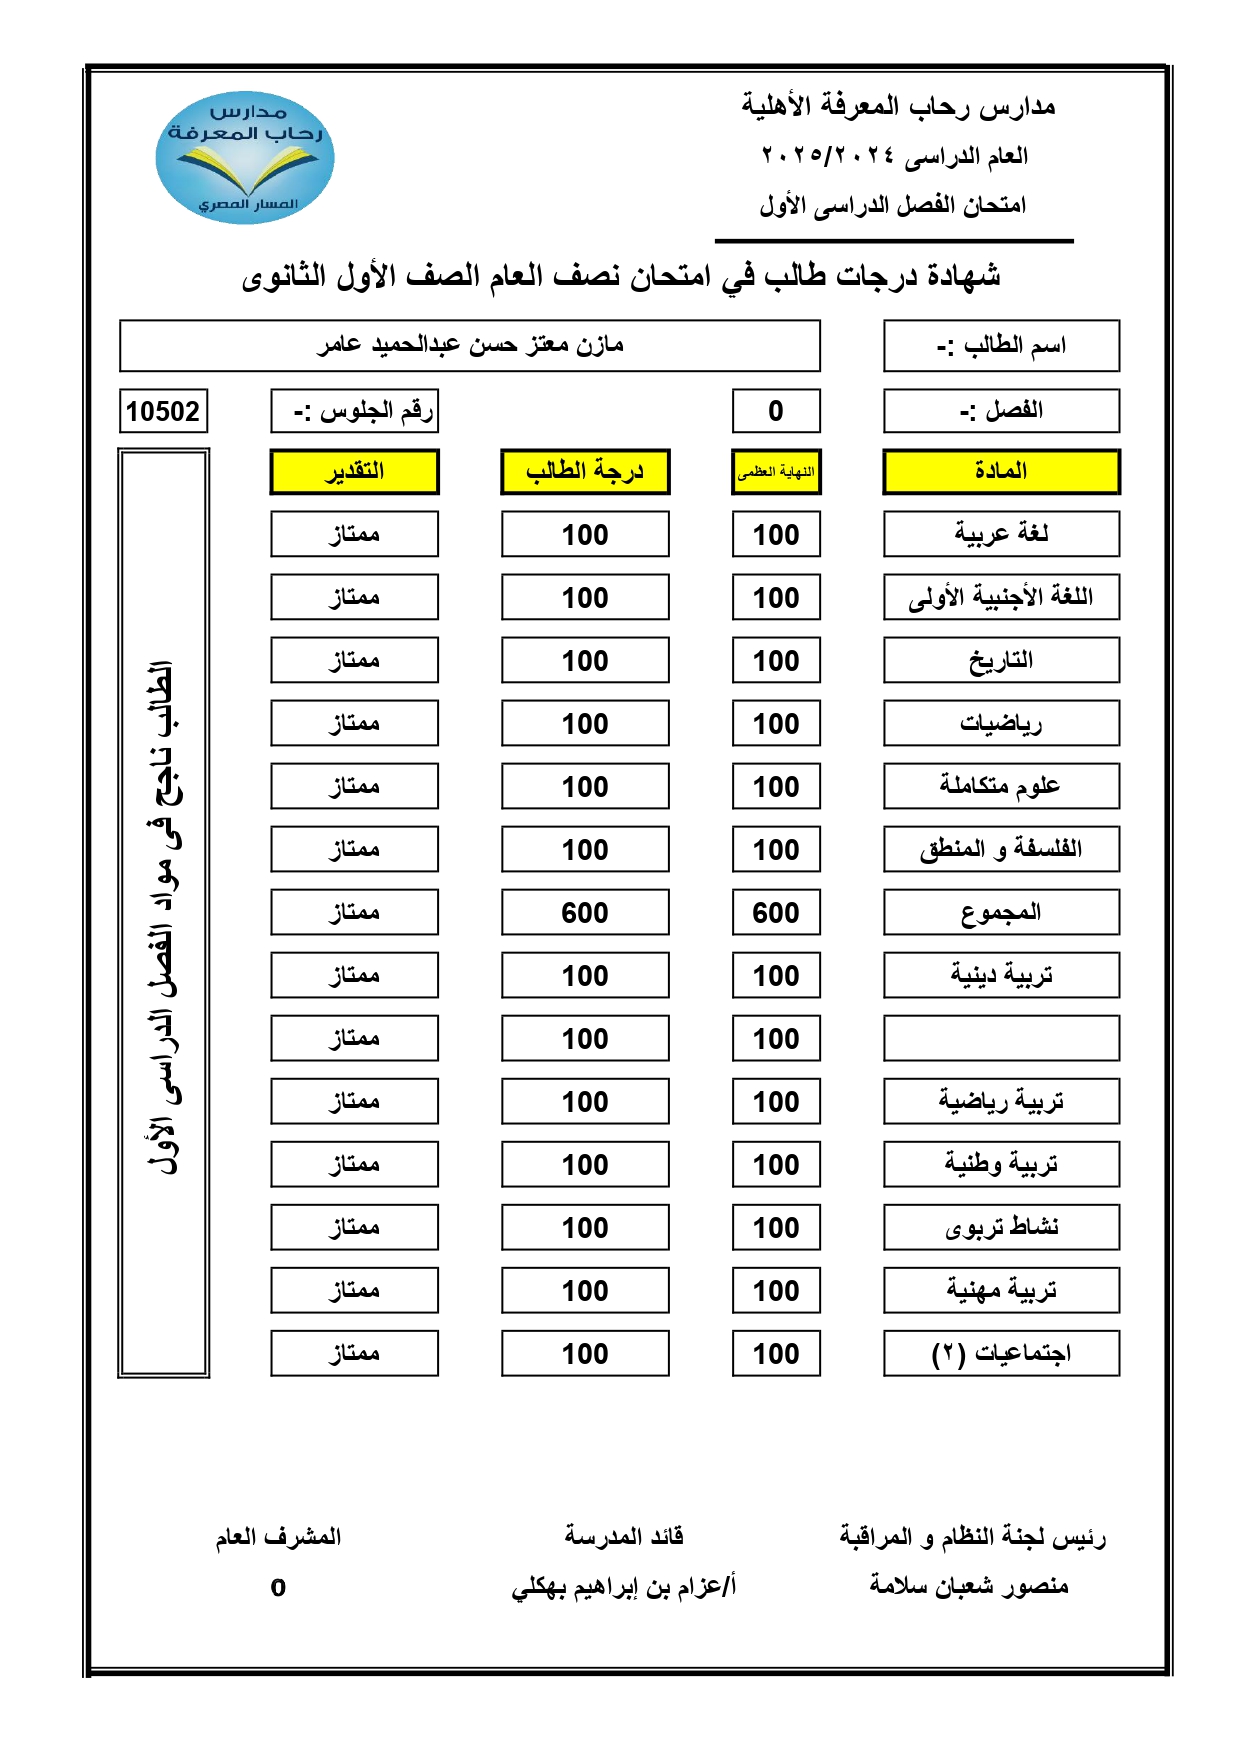 مدارس رحاب المعرفة الأهلية
العام الدراسى ٢٠٢٥/٢٠٢٤
امتحان الفصل الدراسى الأول
مدارس
رحاب المعرفة
المسار المصري
شهادة درجات طالب في امتحان نصف العام الصف الأول الثانوى
اسم الطالب :- مازن معتز حسن عبدالحميد عامر
الفصل :- 0 رقم الجلوس :- 10502
المادة النهاية العظمى درجة الطالب التقدير
لغة عربية 100 100 ممتاز
اللغة الأجنبية الأولى 100 100 ممتاز
التاريخ 100 100 ممتاز
رياضيات 100 100 ممتاز
علوم متكاملة 100 100 ممتاز
الفلسفة و المنطق 100 100 ممتاز
المجموع 600 600 ممتاز
تربية دينية 100 100 ممتاز
100 100 ممتاز
تربية رياضية 100 100 ممتاز
تربية وطنية 100 100 ممتاز
نشاط تربوى 100 100 ممتاز
تربية مهنية 100 100 ممتاز
اجتماعيات (٢) 100 100 ممتاز
الطالب ناجح فى مواد الفصل الدراسى الأول
رئيس لجنة النظام و المراقبة قائد المدرسة المشرف العام
منصور شعبان سلامة أ/عزام بن إبراهيم بهكلي 0